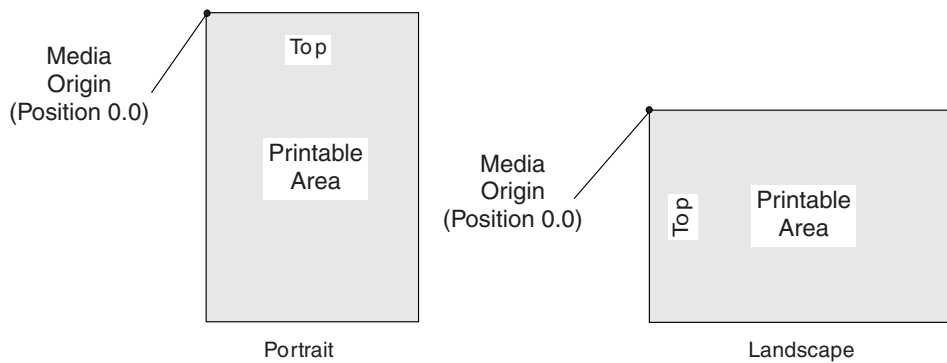 Media
Origin
(Position 0.0)
Top
Printable
Area
Portrait
Media
Origin
(Position 0.0)
Top
Printable
Area
Landscape